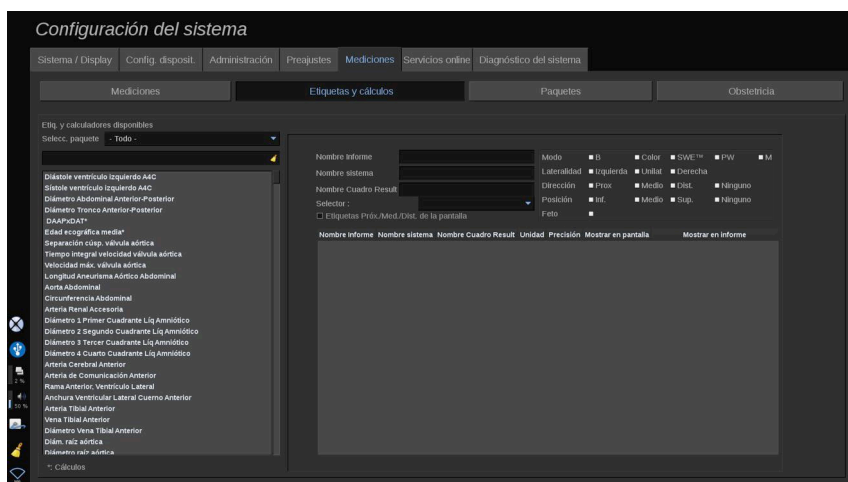 Configuración del sistema
Sistema / Display Config. disposit. Administración Preajustes Mediciones Servicios online Diagnóstico del sistema
Mediciones Etiquetas y cálculos Paquetes Obstetricia
Etiq. y calculadores disponibles
Selecc. paquete - Todo -
Diástole ventrículo izquierdo A4C
Sístole ventrículo izquierdo A4C
Diámetro Abdominal Anterior-Posterior
Diámetro Tronco Anterior-Posterior
DAAPxDAT*
Edad ecográfica media*
Separación cúsp. válvula aórtica
Tiempo integral velocidad válvula aórtica
Velocidad máx. válvula aórtica
Longitud Aneurisma Aórtico Abdominal
Aorta Abdominal
Circunferencia Abdominal
Arteria Renal Accesoria
Diámetro 1 Primer Cuadrante Líq Amniótico
Diámetro 2 Segundo Cuadrante Líq Amniótico
Diámetro 3 Tercer Cuadrante Líq Amniótico
Diámetro 4 Cuarto Cuadrante Líq Amniótico
Arteria Cerebral Anterior
Arteria de Comunicación Anterior
Rama Anterior, Ventrículo Lateral
Anchura Ventricular Lateral Cuerno Anterior
Arteria Tibial Anterior
Vena Tibial Anterior
Diámetro Vena Tibial Anterior
Diám. raíz aórtica
Diámetro raíz aórtica
*: Cálculos
Nombre Informe
Nombre sistema
Nombre Cuadro Result
Selector :
Etiquetas Próx./Med./Dist. de la pantalla
Modo B Color SWE™ PW M
Lateralidad Izquierda Unilat Derecha
Dirección Prox Medio Dist. Ninguno
Posición Inf. Medio Sup. Ninguno
Feto
Nombre Informe Nombre sistema Nombre Cuadro Result Unidad Precisión Mostrar en pantalla Mostrar en informe
2 %
50 %